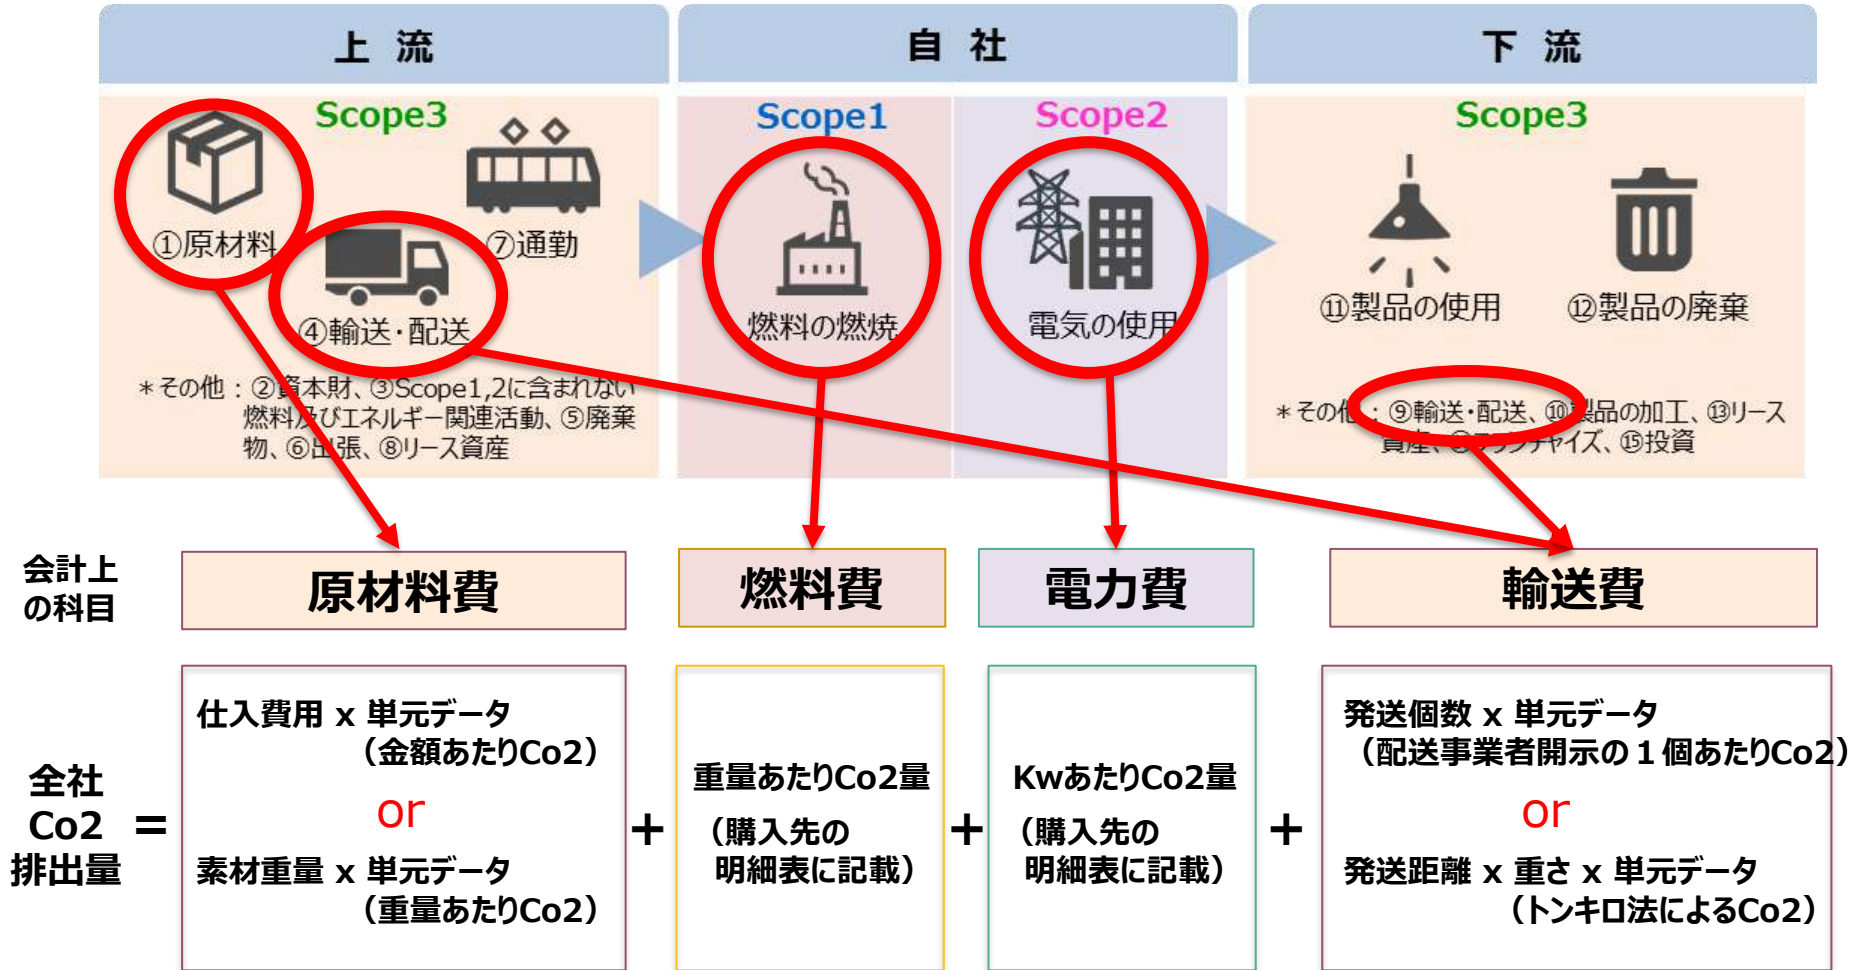 上 流
自 社
下 流
Scope3
①原材料
⑦通勤
④輸送・配送
＊その他：②資本財、③Scope1,2に含まれない
燃料及びエネルギー関連活動、⑤廃棄
物、⑥出張、⑧リース資産
Scope1
燃料の燃焼
Scope2
電気の使用
Scope3
⑪製品の使用
⑫製品の廃棄
＊その他：⑨輸送・配送、⑩製品の加工、⑬リース
資産、⑭フランチャイズ、⑮投資
会計上
の科目
原材料費
燃料費
電力費
輸送費
全社
Co2
排出量
＝
仕入費用 x 単元データ
（金額あたりCo2）
or
素材重量 x 単元データ
（重量あたりCo2）
＋
重量あたりCo2量
（購入先の
明細表に記載）
＋
KwあたりCo2量
（購入先の
明細表に記載）
＋
発送個数 x 単元データ
（配送事業者開示の１個あたりCo2）
or
発送距離 x 重さ x 単元データ
（トンキロ法によるCo2）